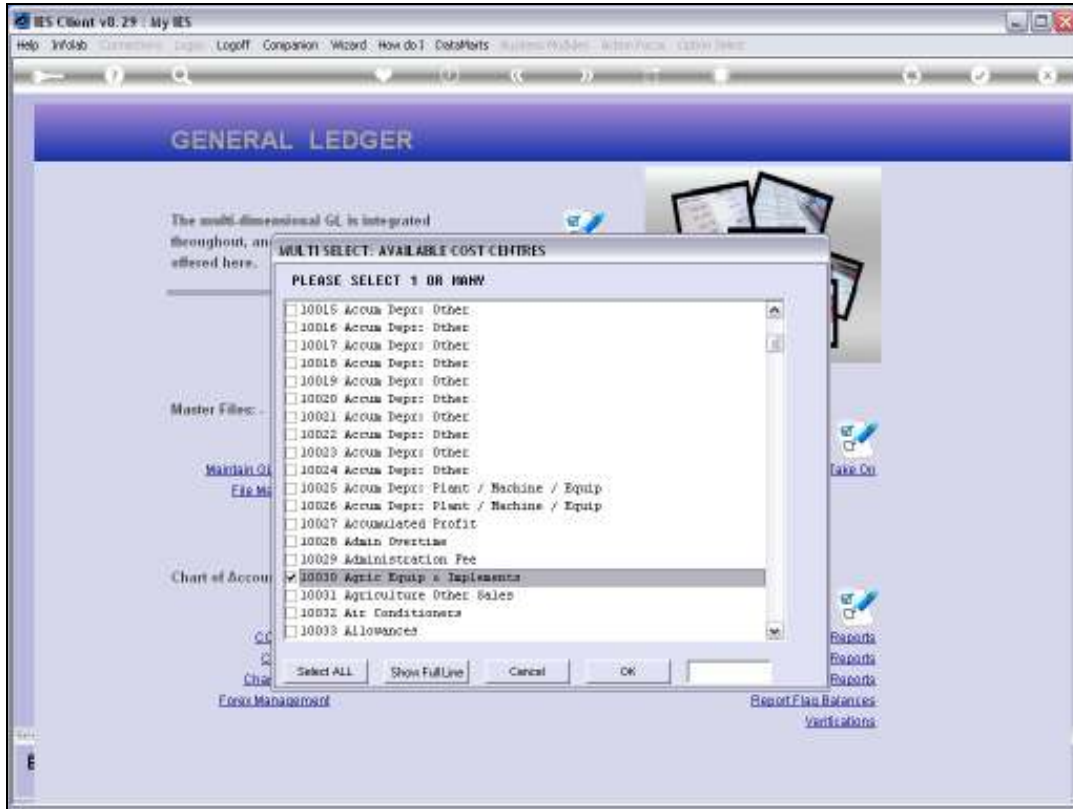 IES Client v8.29 : My IES
Help Infolab Logoff Companion Wizard How do I DataMarts
GENERAL LEDGER
The multi-dimensional GL is integrated
throughout, an
offered here.
MULTI SELECT: AVAILABLE COST CENTRES
PLEASE SELECT 1 OR MANY
10015 Accum Depr: Other
10016 Accum Depr: Other
10017 Accum Depr: Other
10018 Accum Depr: Other
10019 Accum Depr: Other
10020 Accum Depr: Other
10021 Accum Depr: Other
10022 Accum Depr: Other
10023 Accum Depr: Other
10024 Accum Depr: Other
10025 Accum Depr: Plant / Machine / Equip
10026 Accum Depr: Plant / Machine / Equip
10027 Accumulated Profit
10028 Admin Overtime
10029 Administration Fee
10030 Agric Equip & Implements
10031 Agriculture Other Sales
10032 Air Conditioners
10033 Allowances
Select ALL Show Full Line Cancel OK
Master Files: .
Maintain GL
File Ma
Take On
Chart of Accou
Cha
Forex Management
Reports
Reports
Reports
Report Flag Balances
Verifications